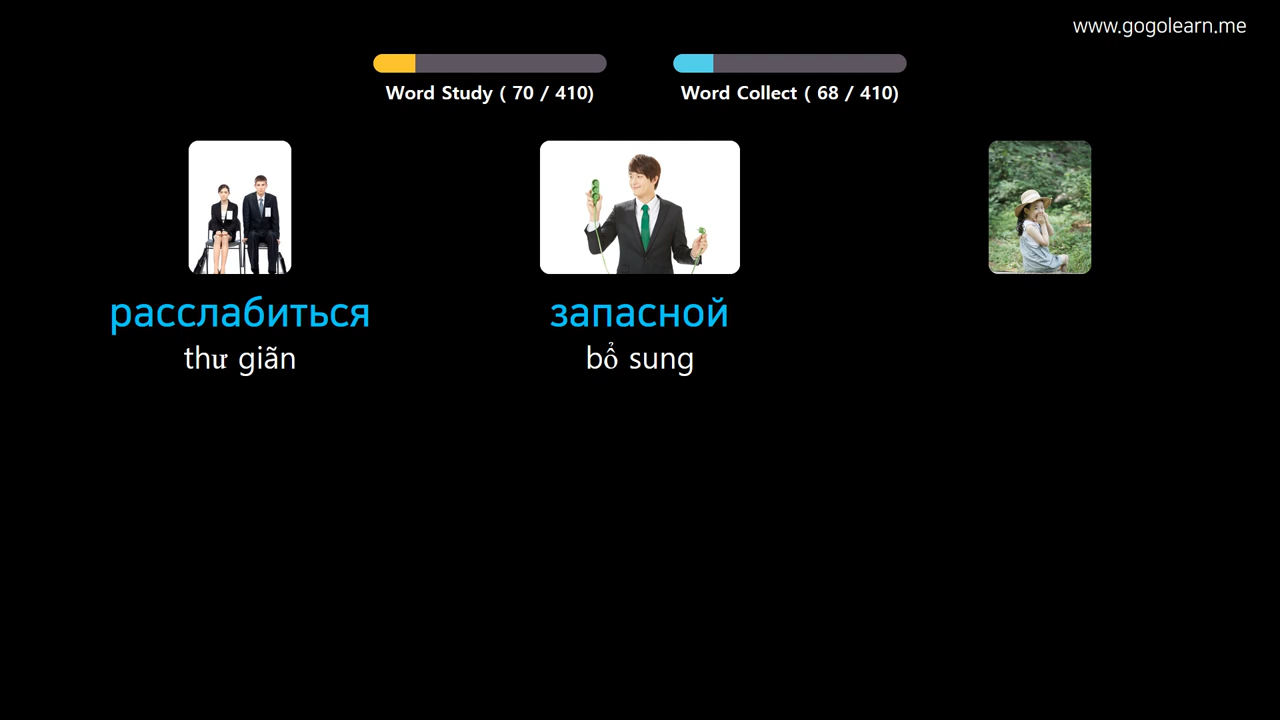 www.gogolearn.me
Word Study ( 70 / 410)
Word Collect ( 68 / 410)
расслабиться
thư giãn
запасной
bổ sung